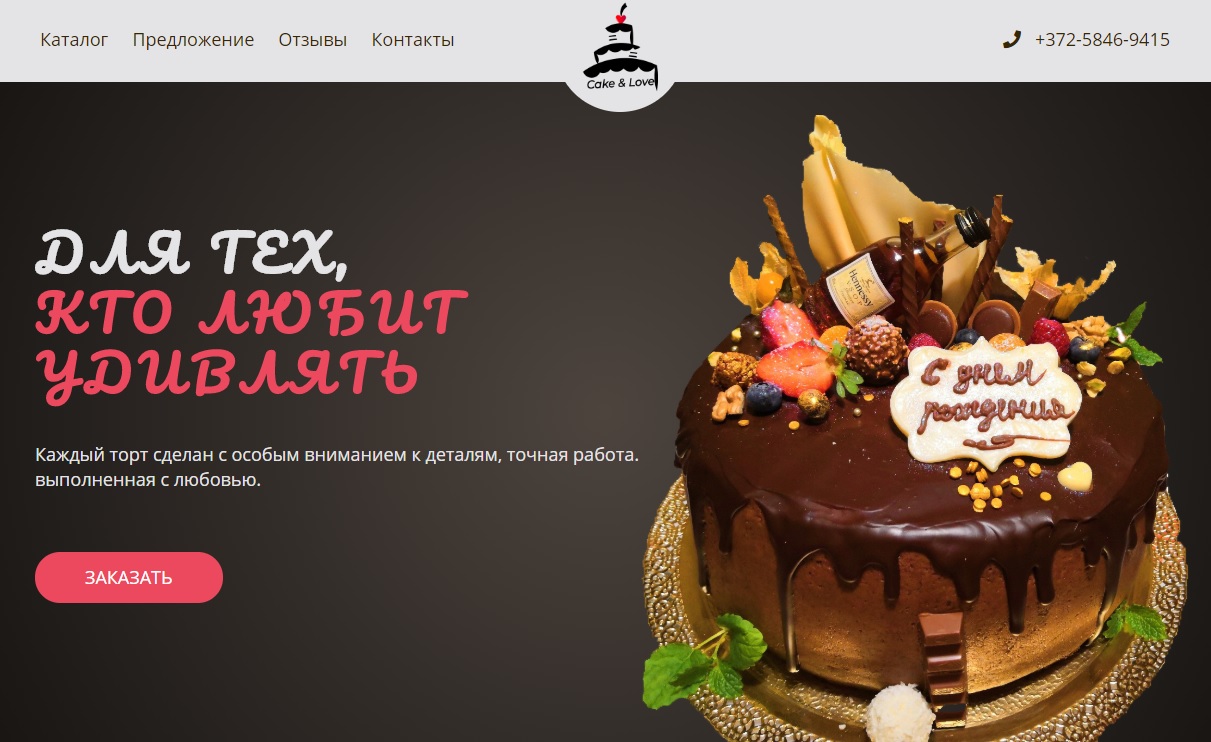 Каталог Предложение Отзывы Контакты
Cake & Love
+372-5846-9415
ДЛЯ ТЕХ,
КТО ЛЮБИТ
УДИВЛЯТЬ
Каждый торт сделан с особым вниманием к деталям, точная работа.
выполненная с любовью.
ЗАКАЗАТЬ
Hennessy
С днем
рождения